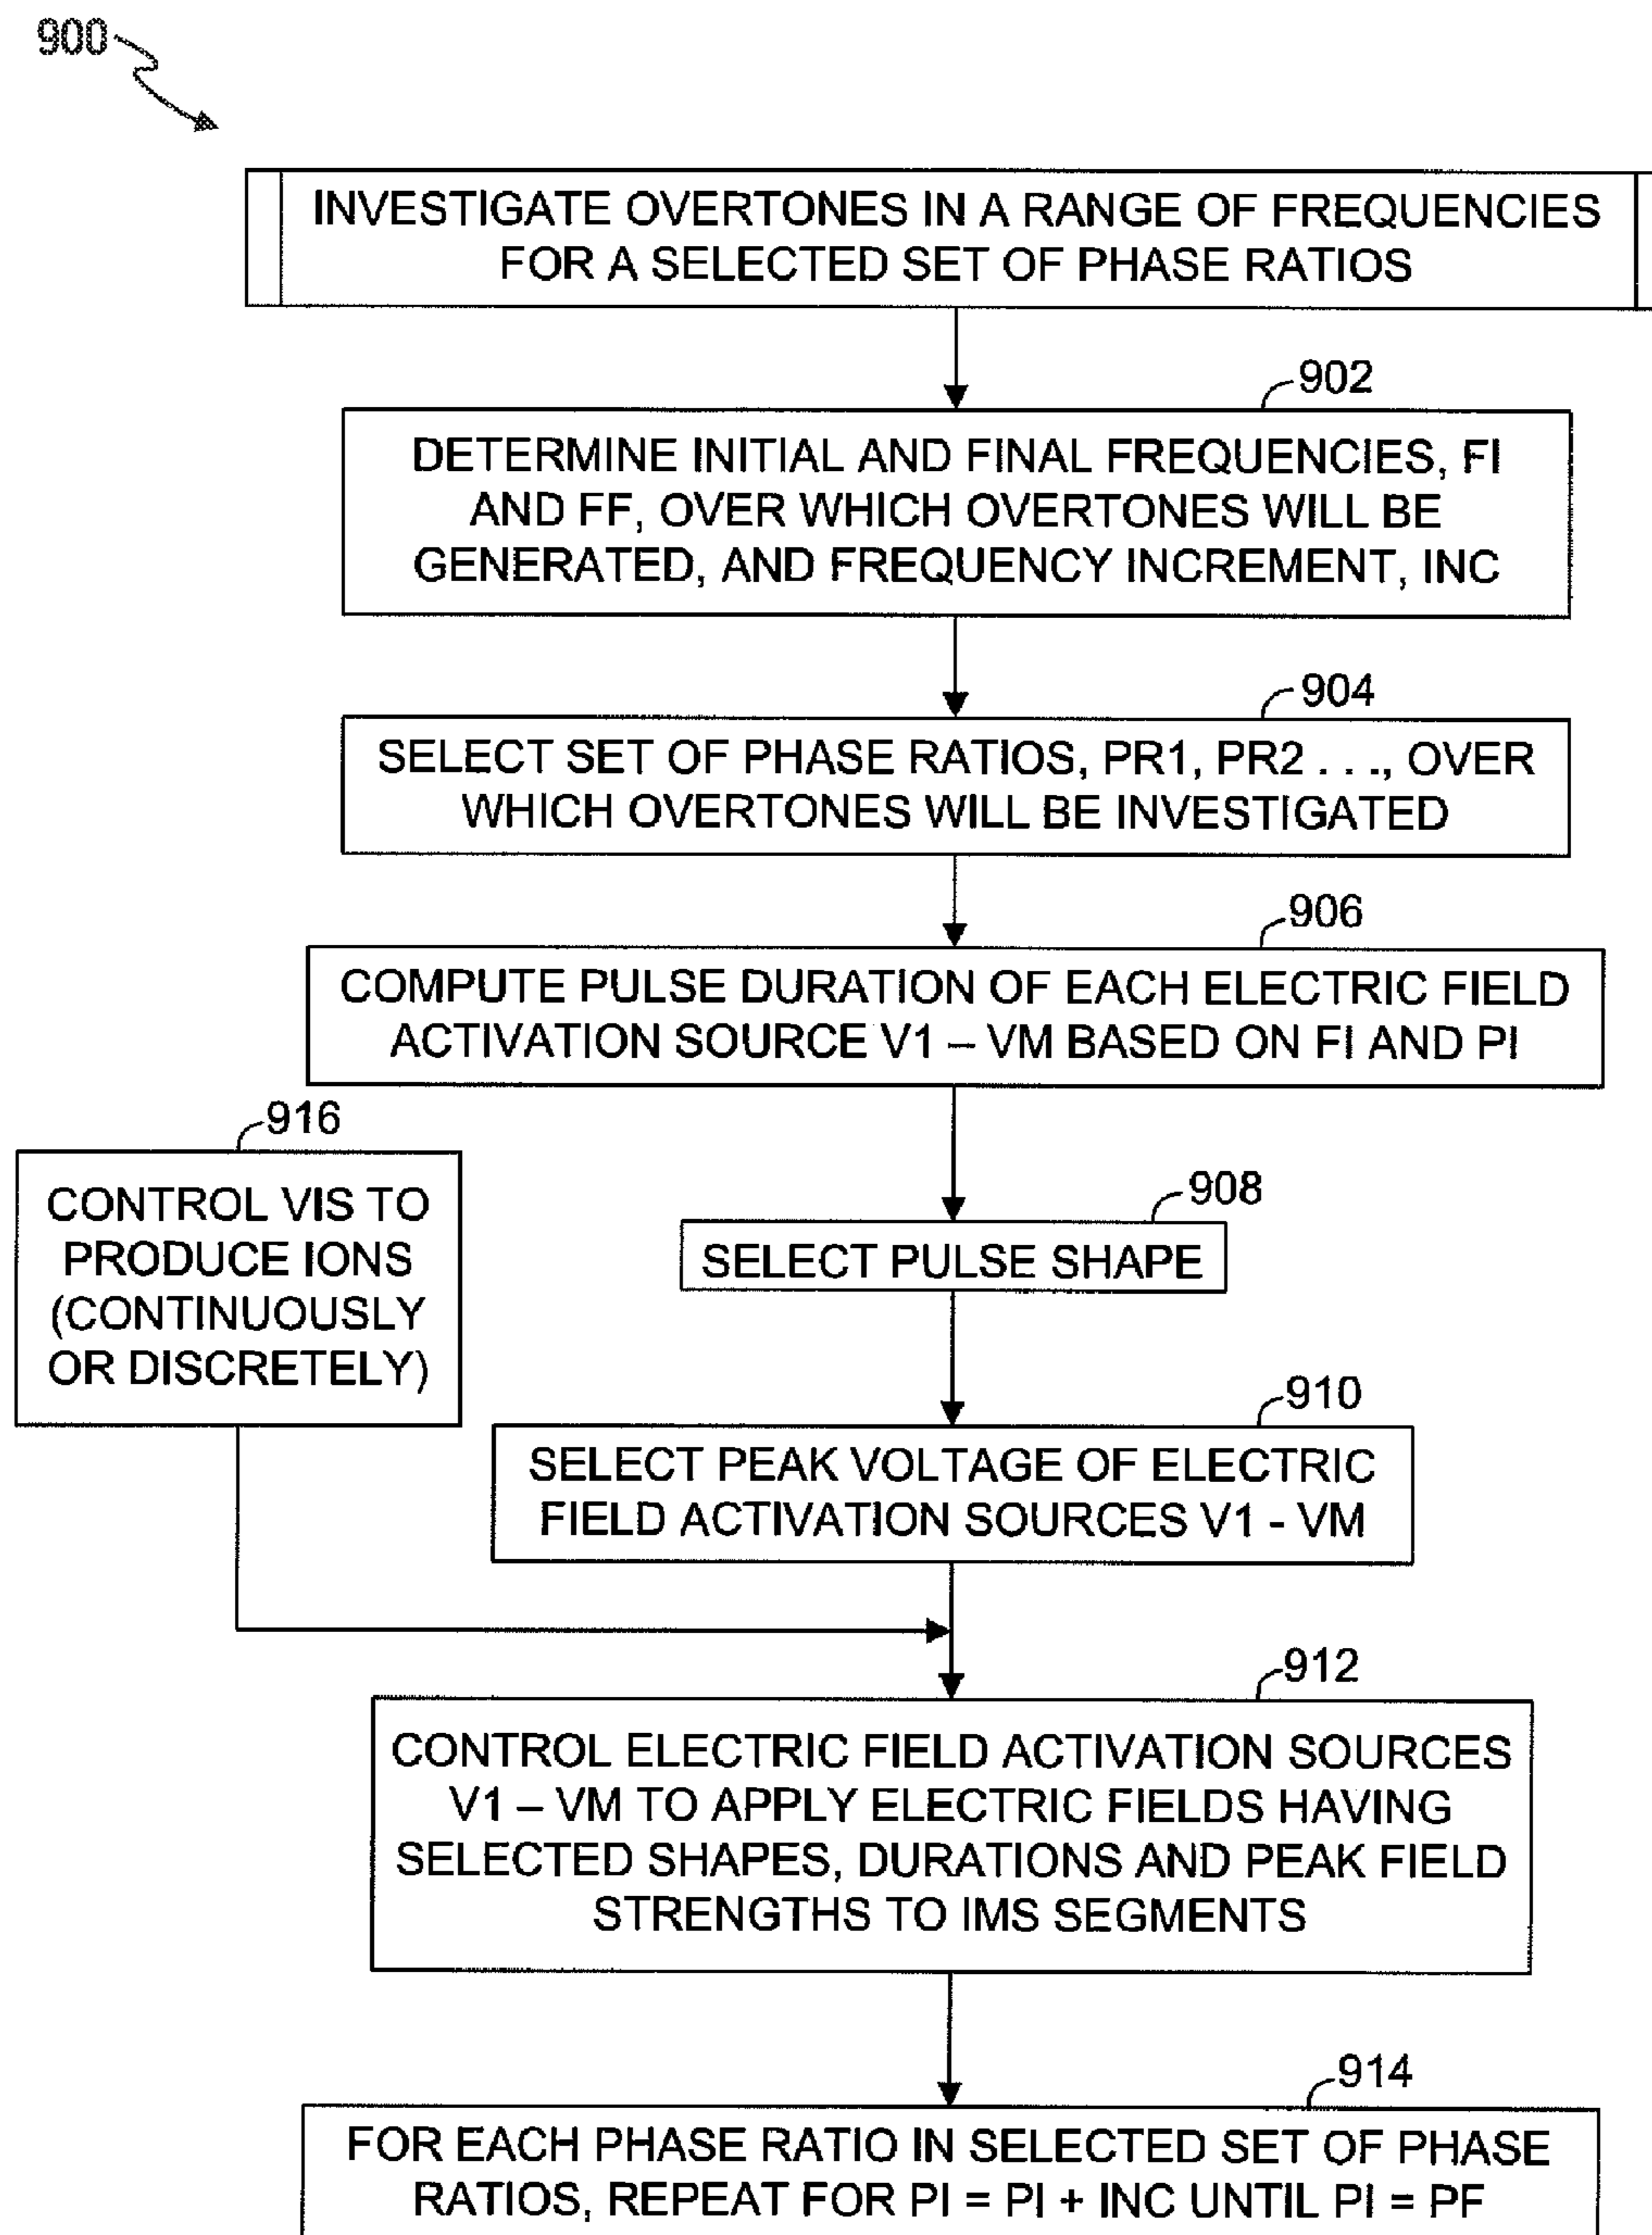 900
INVESTIGATE OVERTONES IN A RANGE OF FREQUENCIES
FOR A SELECTED SET OF PHASE RATIOS
902
DETERMINE INITIAL AND FINAL FREQUENCIES, FI
AND FF, OVER WHICH OVERTONES WILL BE
GENERATED, AND FREQUENCY INCREMENT, INC
904
SELECT SET OF PHASE RATIOS, PR1, PR2 . . ., OVER
WHICH OVERTONES WILL BE INVESTIGATED
906
COMPUTE PULSE DURATION OF EACH ELECTRIC FIELD
ACTIVATION SOURCE V1 – VM BASED ON FI AND PI
916
CONTROL VIS TO
PRODUCE IONS
(CONTINUOUSLY
OR DISCRETELY)
908
SELECT PULSE SHAPE
910
SELECT PEAK VOLTAGE OF ELECTRIC
FIELD ACTIVATION SOURCES V1 - VM
912
CONTROL ELECTRIC FIELD ACTIVATION SOURCES
V1 – VM TO APPLY ELECTRIC FIELDS HAVING
SELECTED SHAPES, DURATIONS AND PEAK FIELD
STRENGTHS TO IMS SEGMENTS
914
FOR EACH PHASE RATIO IN SELECTED SET OF PHASE
RATIOS, REPEAT FOR PI = PI + INC UNTIL PI = PF